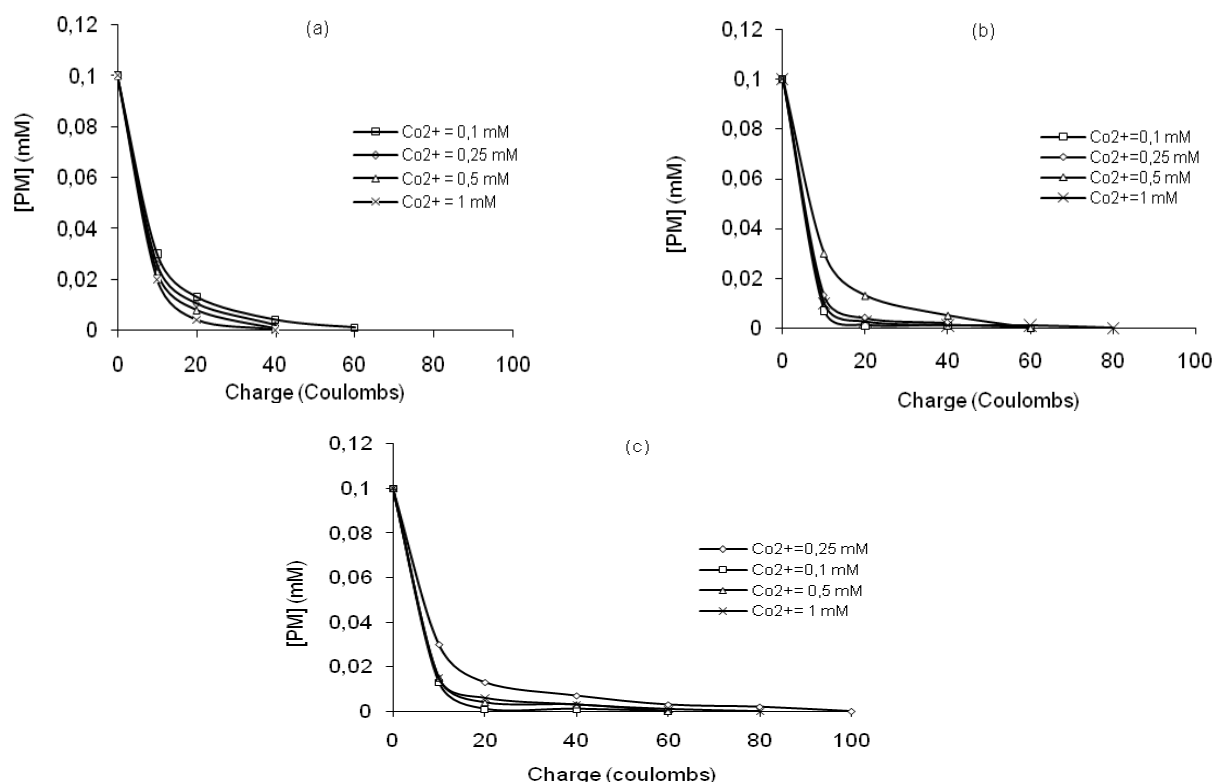 (a)
0,12
0,1
0,08
0,06
0,04
0,02
0
[PM] (mM)
Co2+ = 0,1 mM
Co2+ = 0,25 mM
Co2+ = 0,5 mM
Co2+ = 1 mM
0 20 40 60 80 100
Charge (Coulombs)
(b)
0,12
0,1
0,08
0,06
0,04
0,02
0
[PM] (mM)
Co2+=0,1 mM
Co2+=0,25 mM
Co2+=0,5 mM
Co2+=1 mM
0 20 40 60 80 100
Charge (Coulombs)
(c)
0,12
0,1
0,08
0,06
0,04
0,02
0
[PM] (mM)
Co2+=0,25 mM
Co2+=0,1 mM
Co2+= 0,5 mM
Co2+= 1 mM
0 20 40 60 80 100
Charge (coulombs)